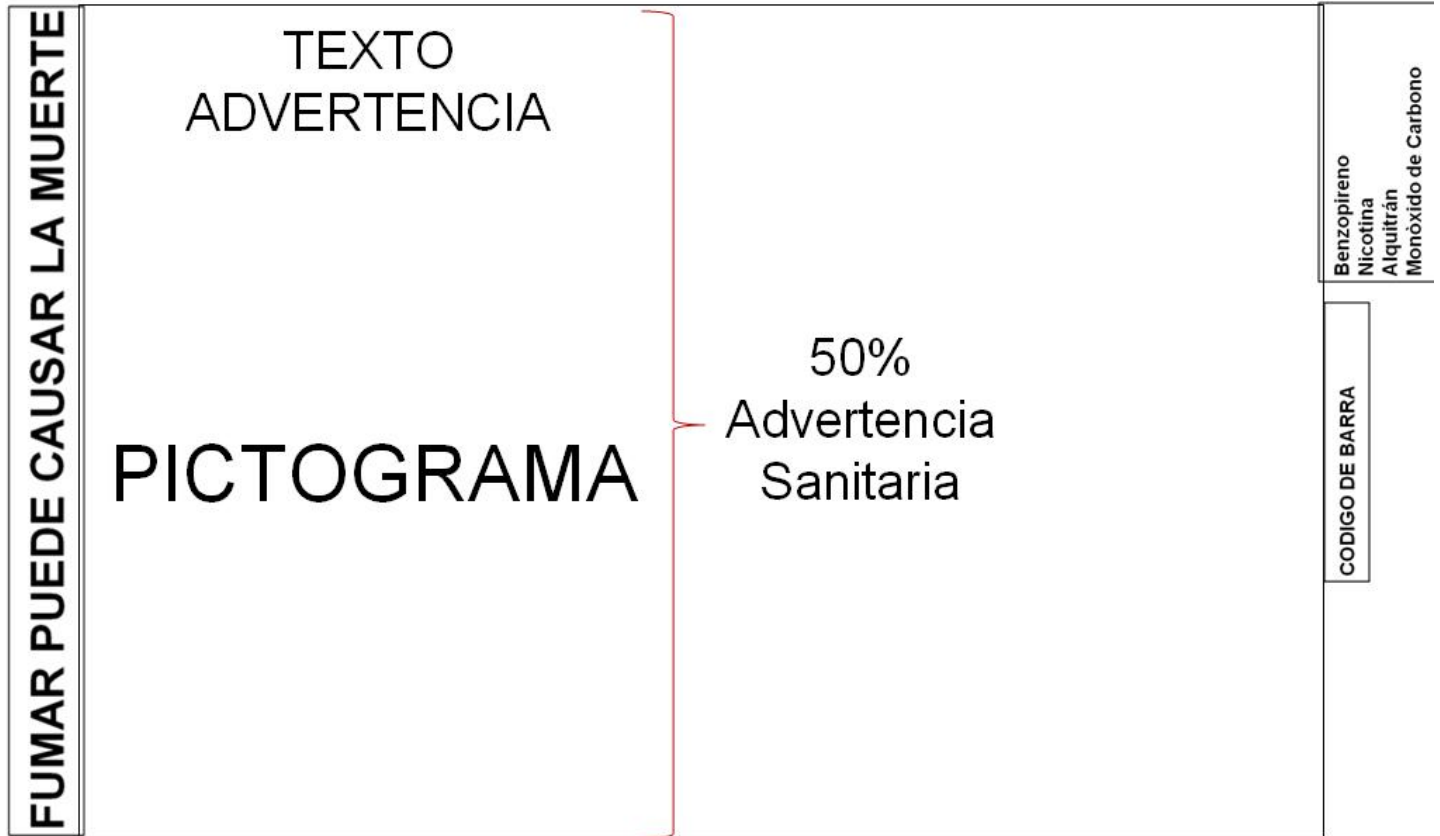 FUMAR PUEDE CAUSAR LA MUERTE
TEXTO
ADVERTENCIA
PICTOGRAMA
50%
Advertencia
Sanitaria
Benzopireno
Nicotina
Alquitrán
Monóxido de Carbono
CODIGO DE BARRA